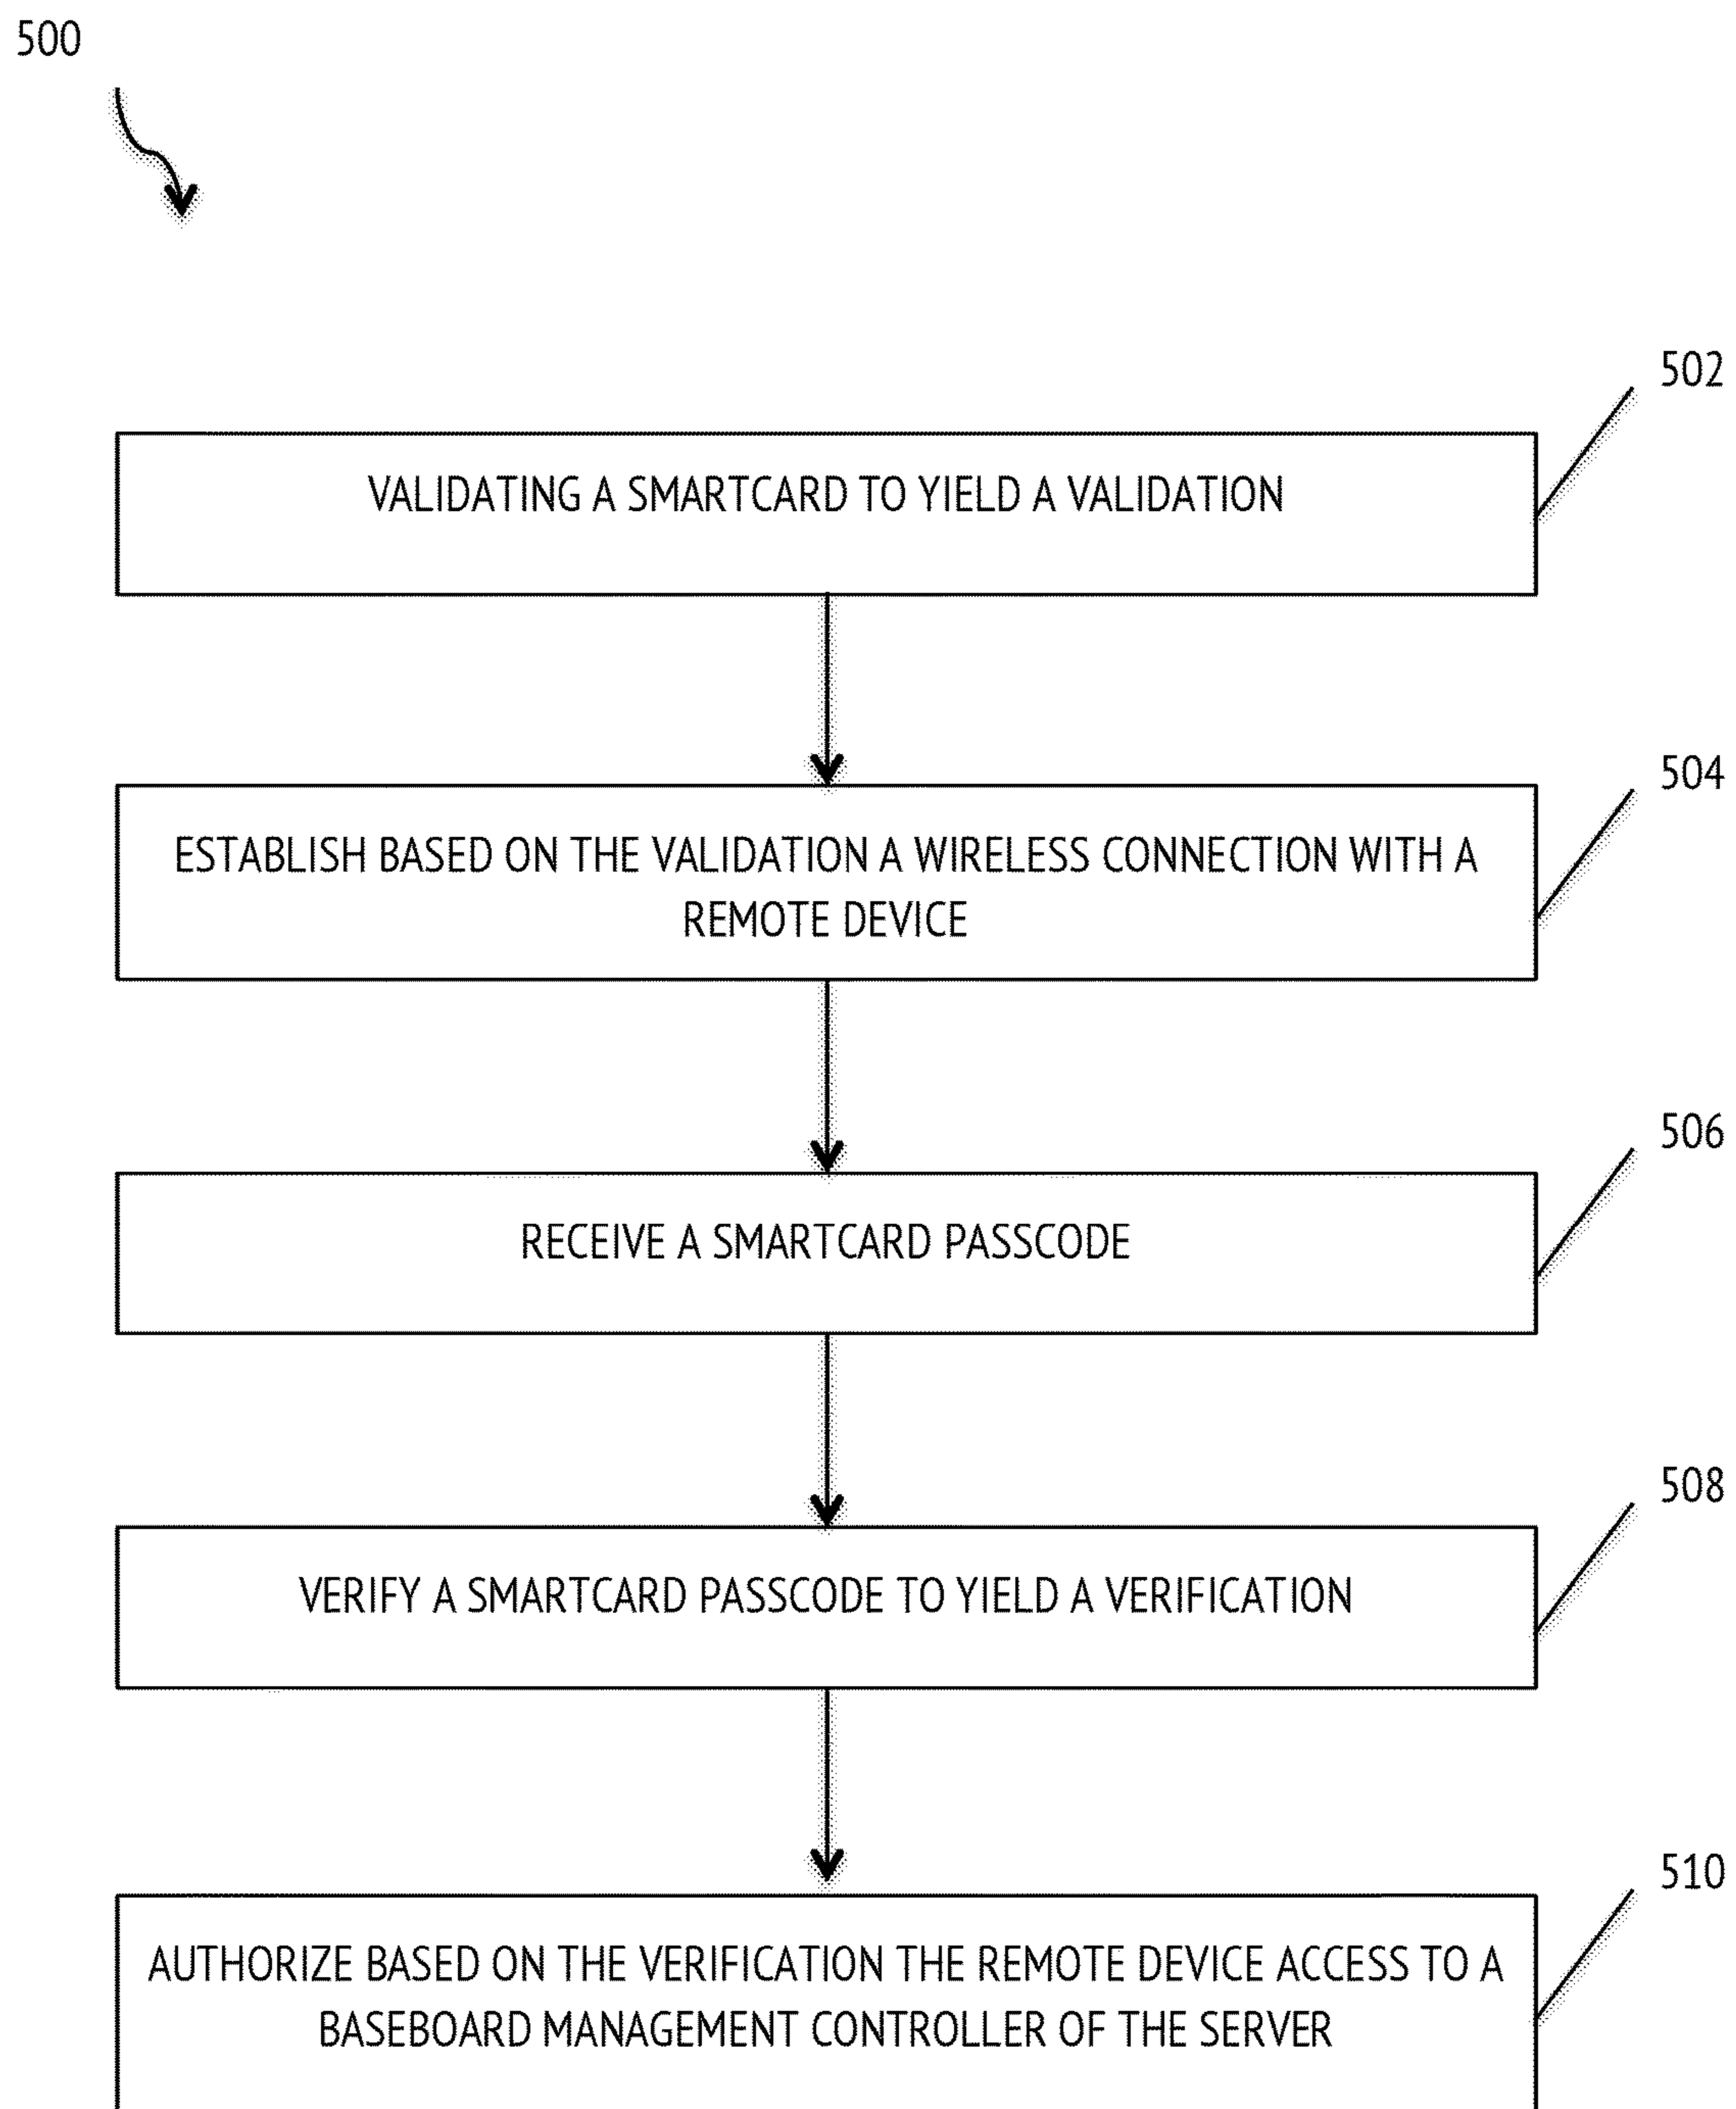 500
502
VALIDATING A SMARTCARD TO YIELD A VALIDATION
504
ESTABLISH BASED ON THE VALIDATION A WIRELESS CONNECTION WITH A
REMOTE DEVICE
506
RECEIVE A SMARTCARD PASSCODE
508
VERIFY A SMARTCARD PASSCODE TO YIELD A VERIFICATION
510
AUTHORIZE BASED ON THE VERIFICATION THE REMOTE DEVICE ACCESS TO A
BASEBOARD MANAGEMENT CONTROLLER OF THE SERVER